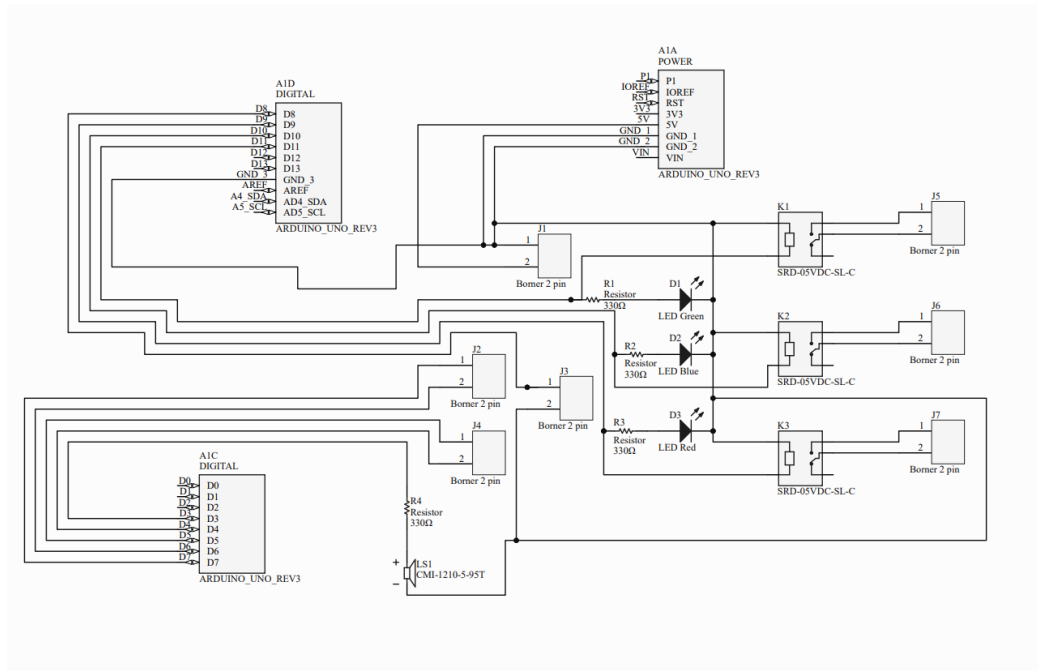 A1A
POWER
P1
P1
IOREF
IOREF
RST
RST
3V3
3V3
5V
5V
GND_1
GND_1
GND_2
GND_2
VIN
VIN
ARDUINO_UNO_REV3
A1D
DIGITAL
D8
D8
D9
D9
D10
D10
D11
D11
D12
D12
D13
D13
GND_3
GND_3
AREF
AREF
A4_SDA
AD4_SDA
A5_SCL
AD5_SCL
ARDUINO_UNO_REV3
J1
1
2
Borner 2 pin
K1
SRD-05VDC-SL-C
J5
1
2
Borner 2 pin
R1
Resistor
330Ω
D1
LED Green
K2
SRD-05VDC-SL-C
J6
1
2
Borner 2 pin
R2
Resistor
330Ω
D2
LED Blue
J2
1
2
Borner 2 pin
J3
1
2
Borner 2 pin
R3
Resistor
330Ω
D3
LED Red
K3
SRD-05VDC-SL-C
J7
1
2
Borner 2 pin
J4
1
2
Borner 2 pin
A1C
DIGITAL
D0
D0
D1
D1
D2
D2
D3
D3
D4
D4
D5
D5
D6
D6
D7
D7
ARDUINO_UNO_REV3
R4
Resistor
330Ω
+
LS1
CMI-1210-5-95T
−